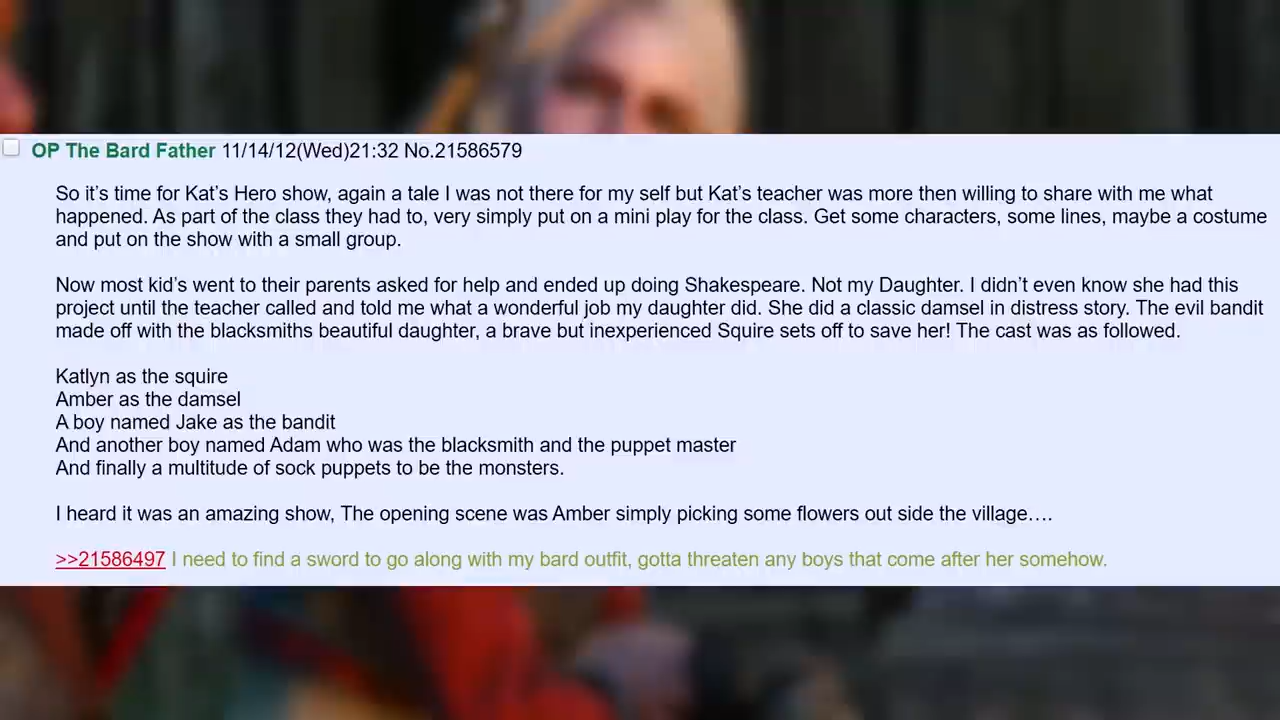 OP The Bard Father 11/14/12(Wed)21:32 No.21586579
So it’s time for Kat’s Hero show, again a tale I was not there for my self but Kat’s teacher was more then willing to share with me what
happened. As part of the class they had to, very simply put on a mini play for the class. Get some characters, some lines, maybe a costume
and put on the show with a small group.
Now most kid’s went to their parents asked for help and ended up doing Shakespeare. Not my Daughter. I didn’t even know she had this
project until the teacher called and told me what a wonderful job my daughter did. She did a classic damsel in distress story. The evil bandit
made off with the blacksmiths beautiful daughter, a brave but inexperienced Squire sets off to save her! The cast was as followed.
Katlyn as the squire
Amber as the damsel
A boy named Jake as the bandit
And another boy named Adam who was the blacksmith and the puppet master
And finally a multitude of sock puppets to be the monsters.
I heard it was an amazing show, The opening scene was Amber simply picking some flowers out side the village….
>>21586497 I need to find a sword to go along with my bard outfit, gotta threaten any boys that come after her somehow.